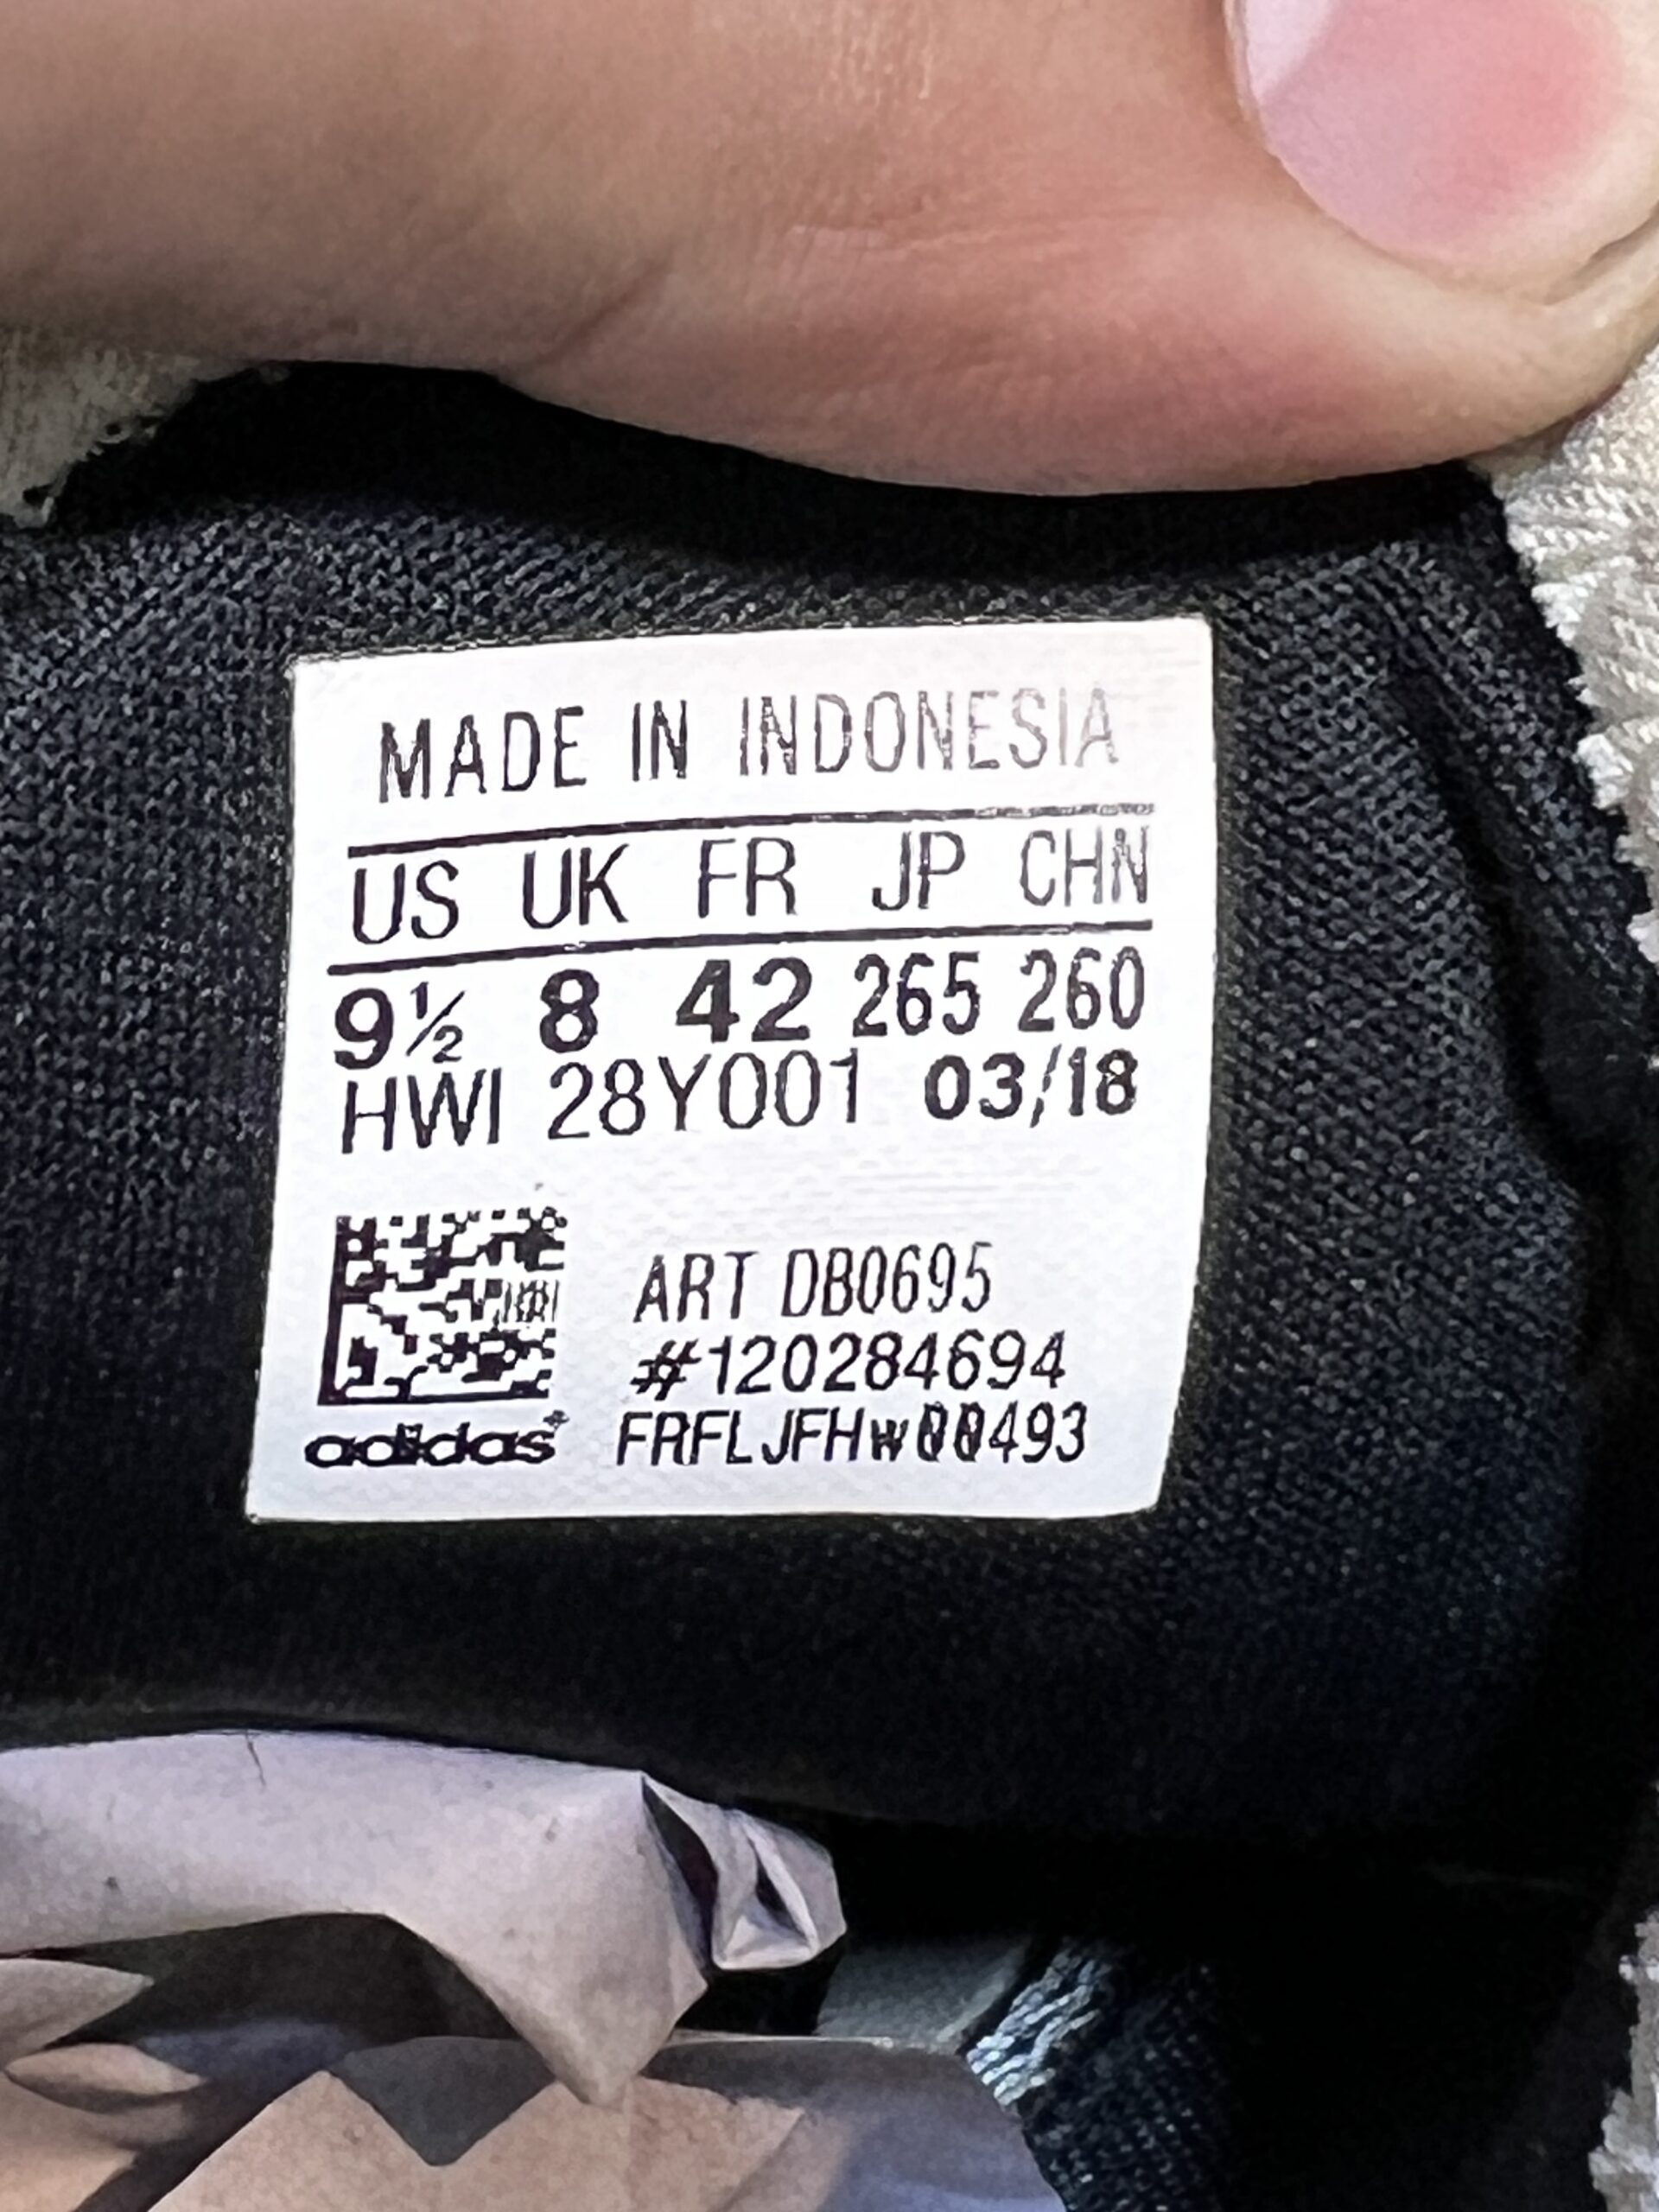 MADE IN INDONESIA
US UK FR JP CHN
9½ 8 42 265 260
HWI 28Y001 03/18
ART DB0695
#120284694
adidas FRFLJFHW00493